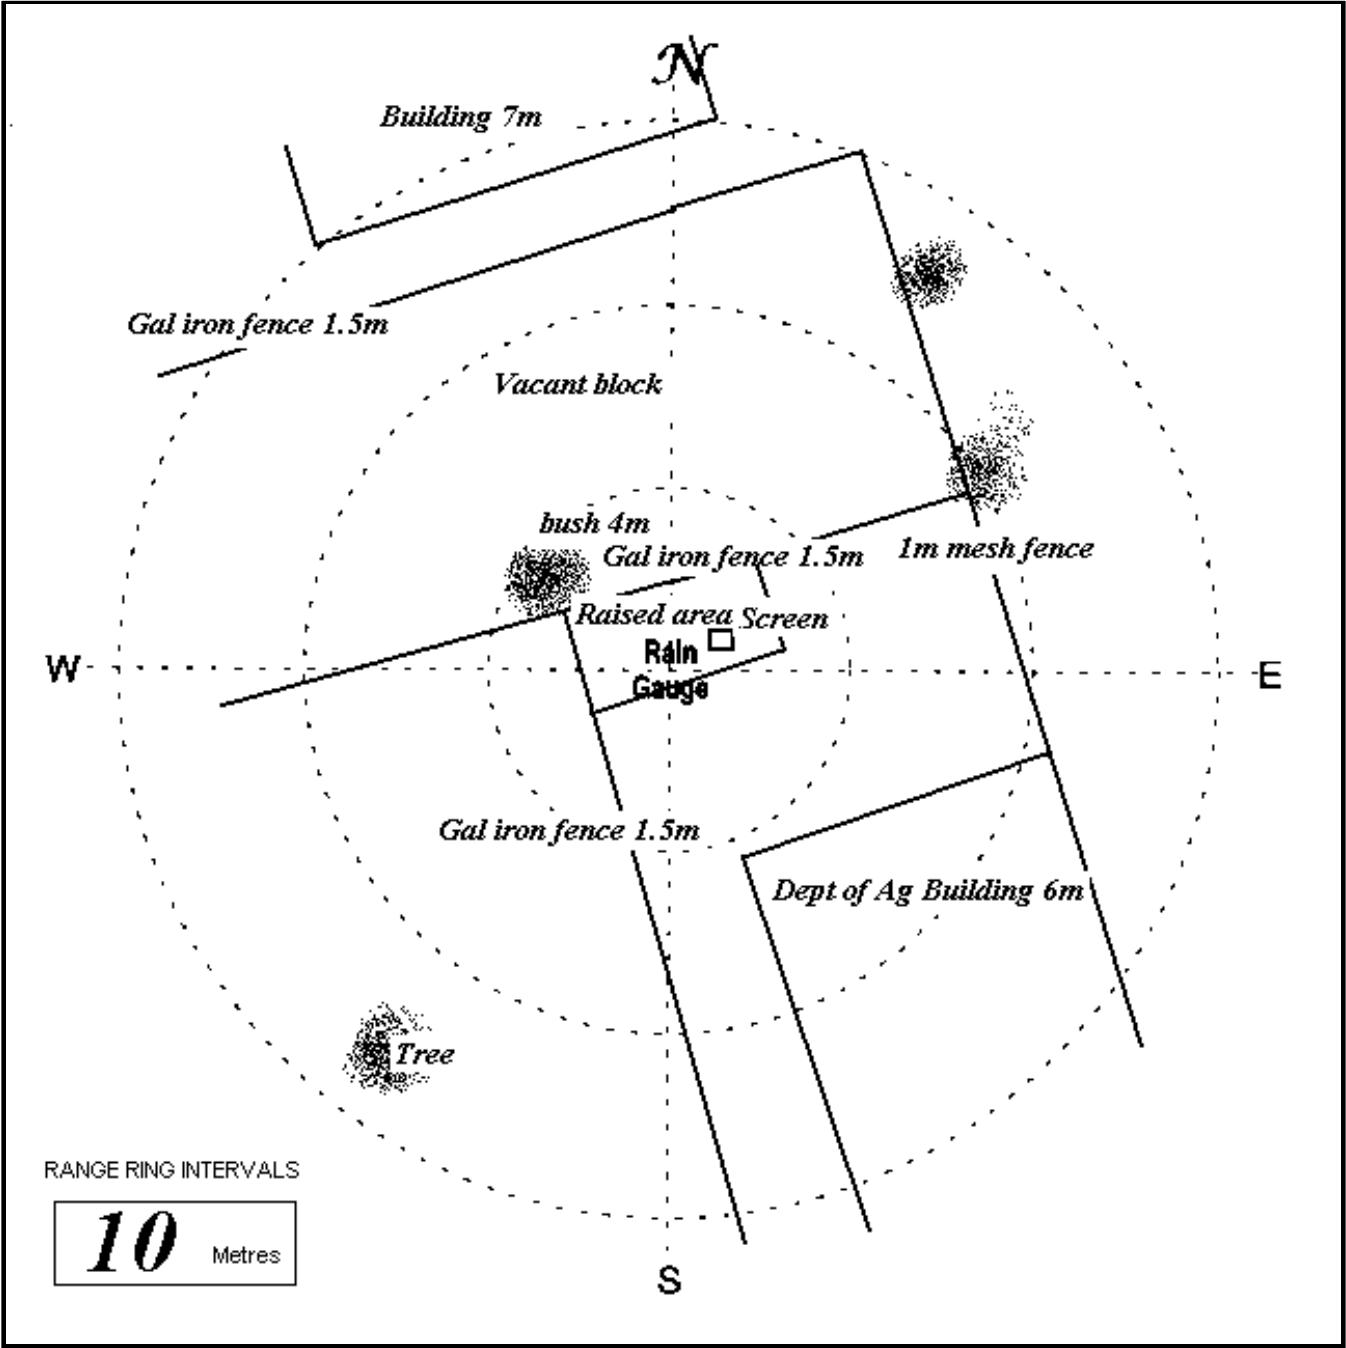 N
Building 7m
Gal iron fence 1.5m
Vacant block
bush 4m
Gal iron fence 1.5m
1m mesh fence
Raised area
Screen
Rain
Gauge
W
E
Gal iron fence 1.5m
Dept of Ag Building 6m
Tree
RANGE RING INTERVALS
10 Metres
S